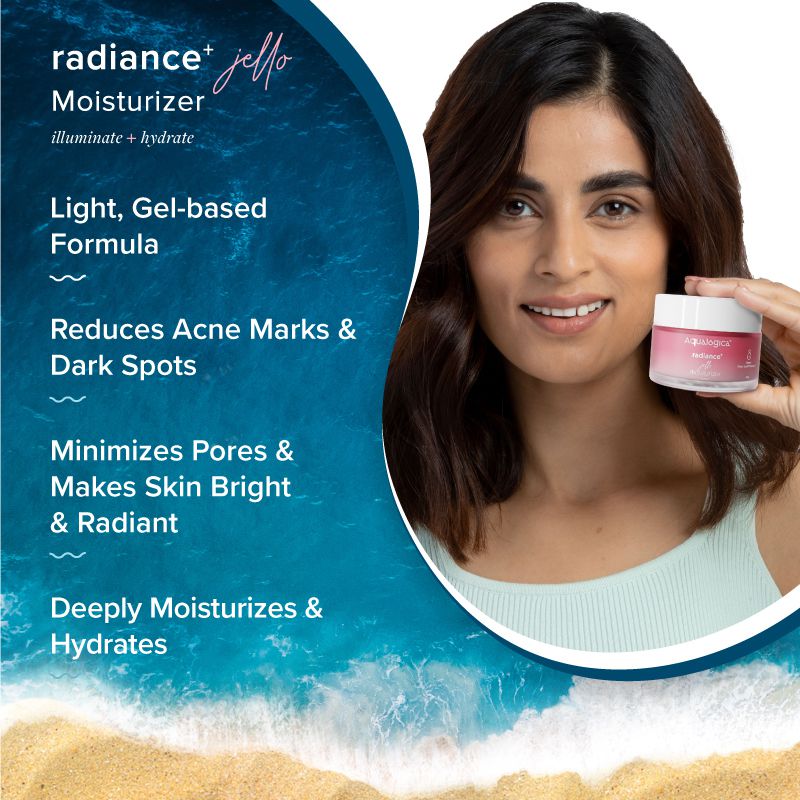 radiance+ jello
Moisturizer
illuminate + hydrate
Light, Gel-based
Formula
Reduces Acne Marks &
Dark Spots
Minimizes Pores &
Makes Skin Bright
& Radiant
Deeply Moisturizes &
Hydrates
Aqualogica
radiance+
jello